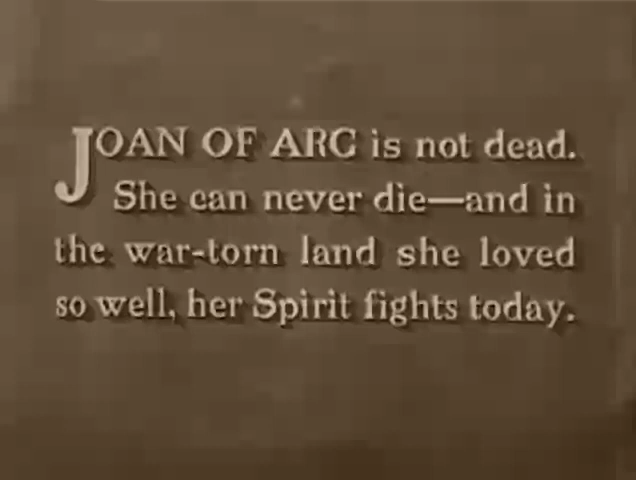 JOAN OF ARC is not dead.
She can never die—and in
the war-torn land she loved
so well, her Spirit fights today.